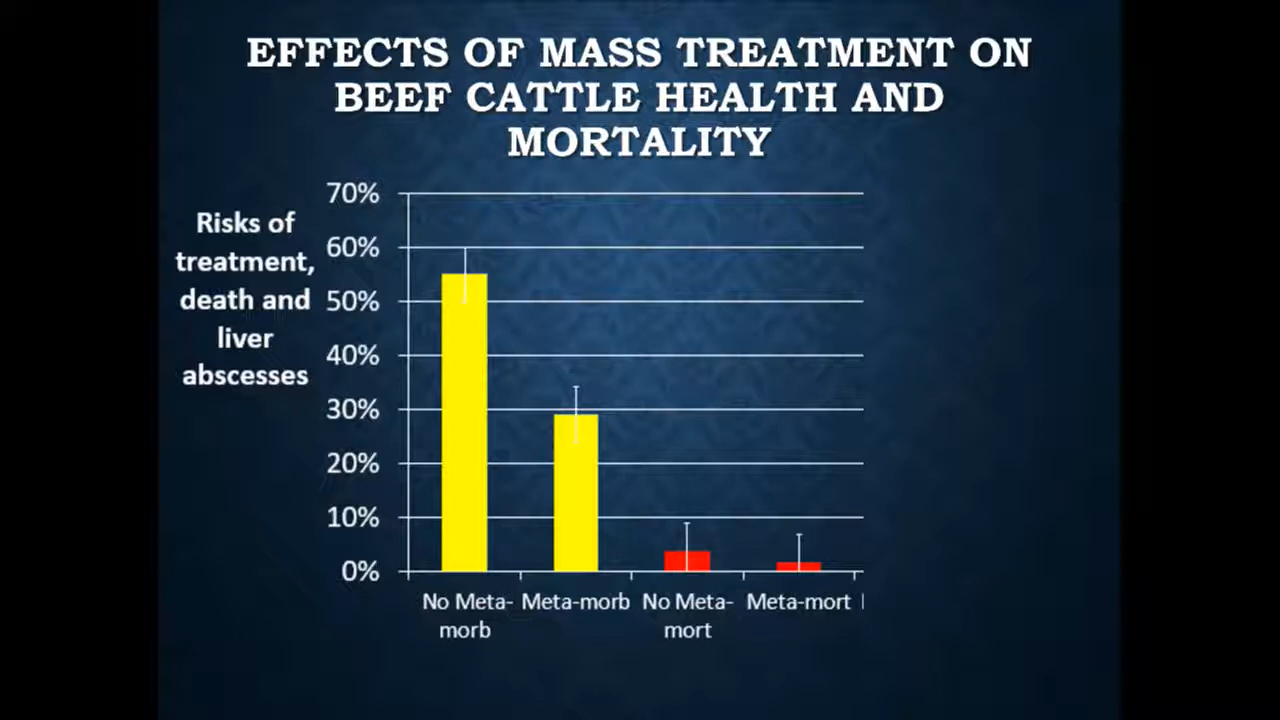 EFFECTS OF MASS TREATMENT ON
BEEF CATTLE HEALTH AND
MORTALITY
Risks of
treatment,
death and
liver
abscesses
70%
60%
50%
40%
30%
20%
10%
0%
No Meta-
morb
Meta-morb
No Meta-
mort
Meta-mort